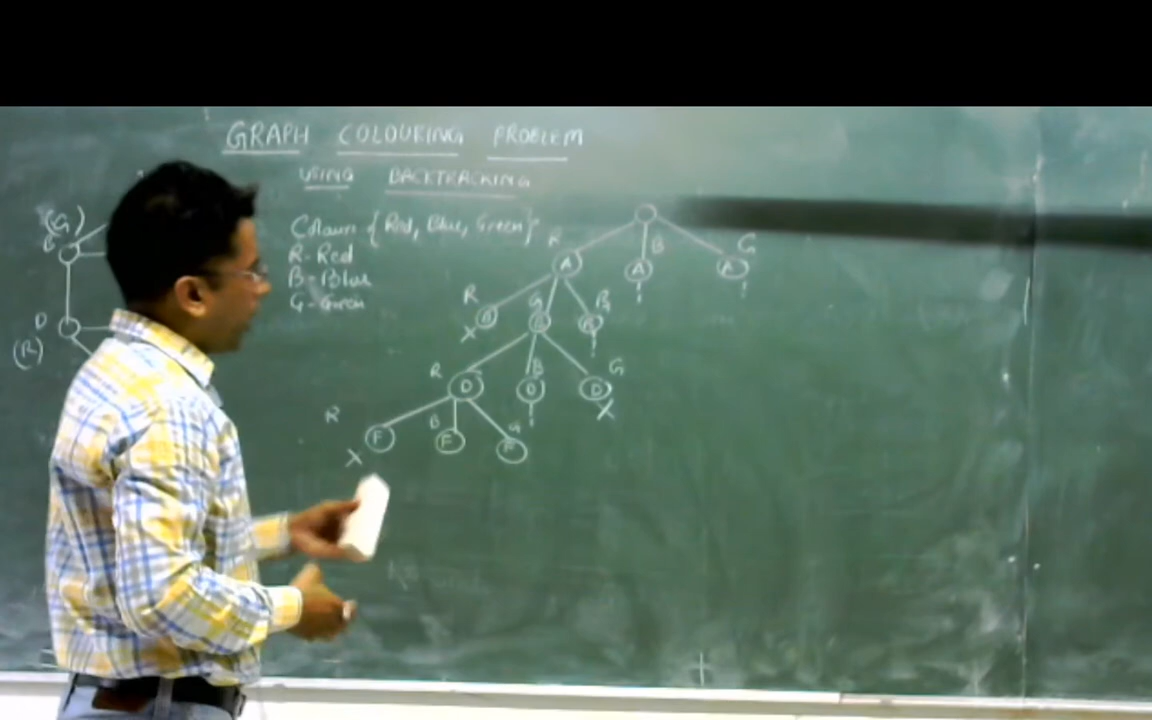 GRAPH COLOURING PROBLEM
USING BACKTRACKING
Colours {Red, Blue, Green}
R - Red
B - Blue
G - Green
(G)
B
D
(R)
R B G
A A A
R G B
B B B
X
R B G
D D D
X
R B G
F F F
X